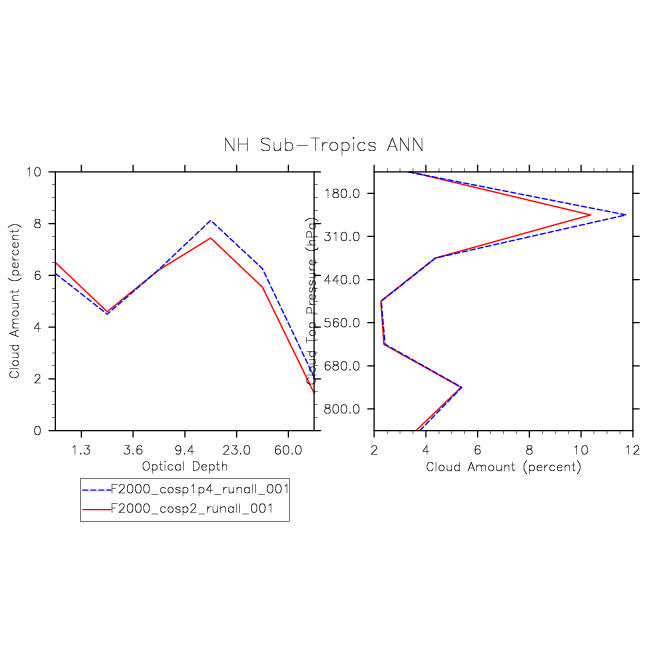 NH Sub-Tropics ANN
Cloud Amount (percent)
10
8
6
4
2
0
1.3 3.6 9.4 23.0 60.0
Optical Depth
Cloud Top Pressure (hPa)
180.0
310.0
440.0
560.0
680.0
800.0
2 4 6 8 10 12
Cloud Amount (percent)
F2000_cosp1p4_runall_001
F2000_cosp2_runall_001